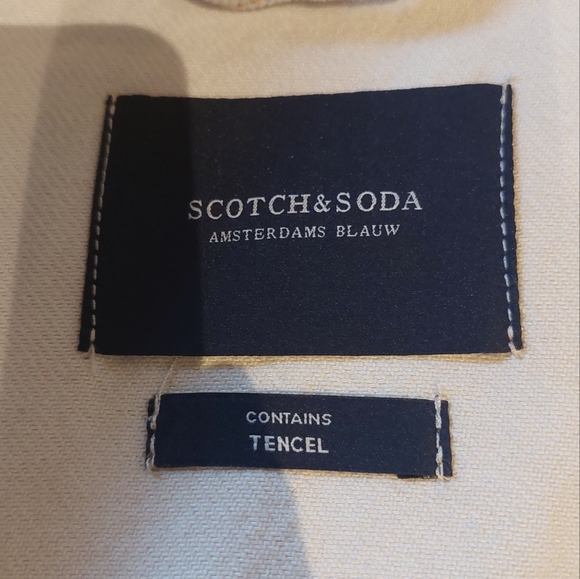 SCOTCH&SODA
AMSTERDAMS BLAUW
CONTAINS
TENCEL